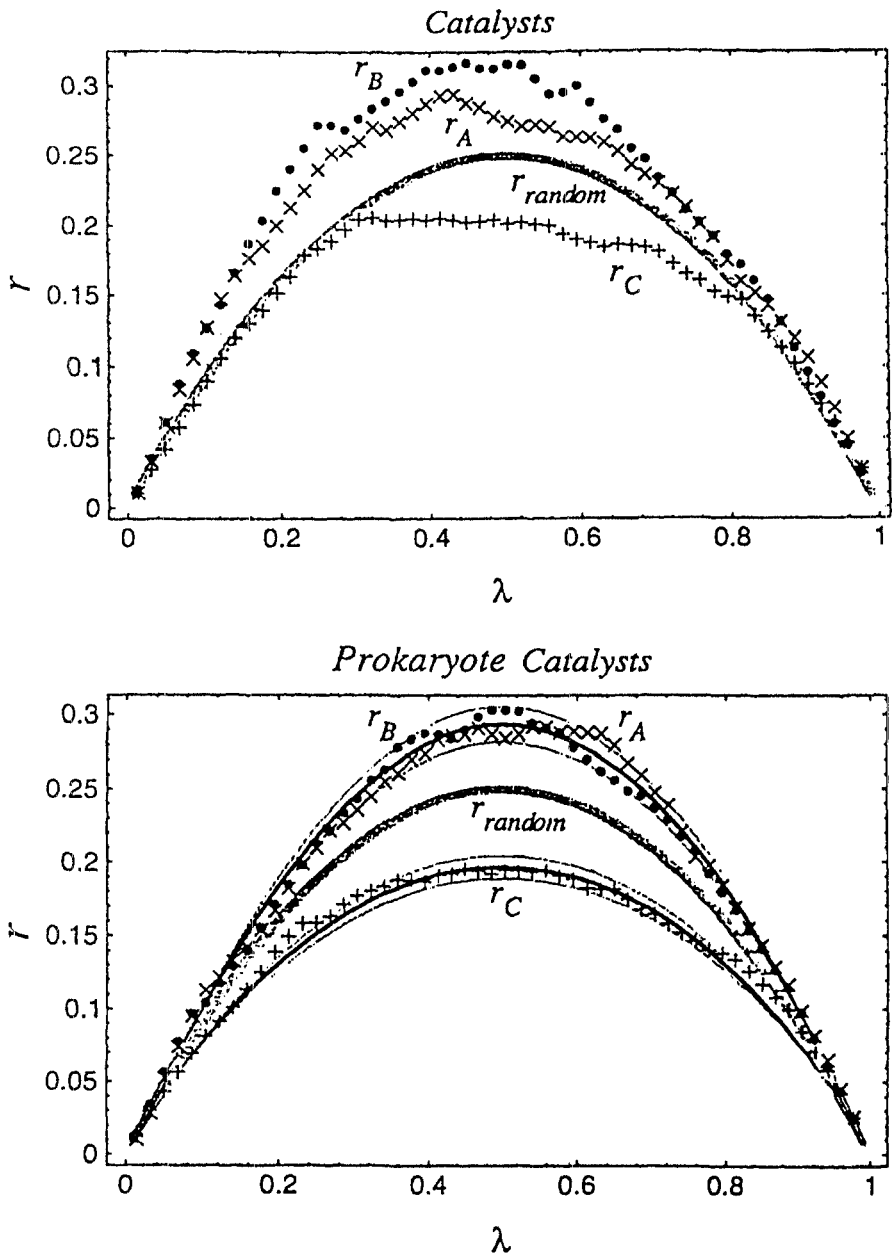 Catalysts
0.3
r_B
r_A
0.25
r_random
0.2
r
r_C
0.15
0.1
0.05
0
0 0.2 0.4 0.6 0.8 1
λ
Prokaryote Catalysts
0.3
r_B r_A
0.25
r_random
0.2
r_C
r
0.15
0.1
0.05
0
0 0.2 0.4 0.6 0.8 1
λ